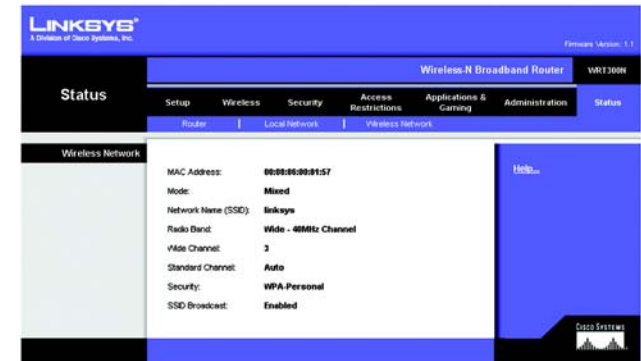 LINKSYS®
A Division of Cisco Systems, Inc.
Firmware Version: 1.1
Wireless-N Broadband Router WRT300N
Status
Setup Wireless Security Access Restrictions Applications & Gaming Administration Status
Router | Local Network | Wireless Network
Wireless Network
Help...
MAC Address: 00:08:06:00:01:57
Mode: Mixed
Network Name (SSID): linksys
Radio Band: Wide - 40MHz Channel
Wide Channel: 3
Standard Channel: Auto
Security: WPA-Personal
SSID Broadcast: Enabled
CISCO SYSTEMS